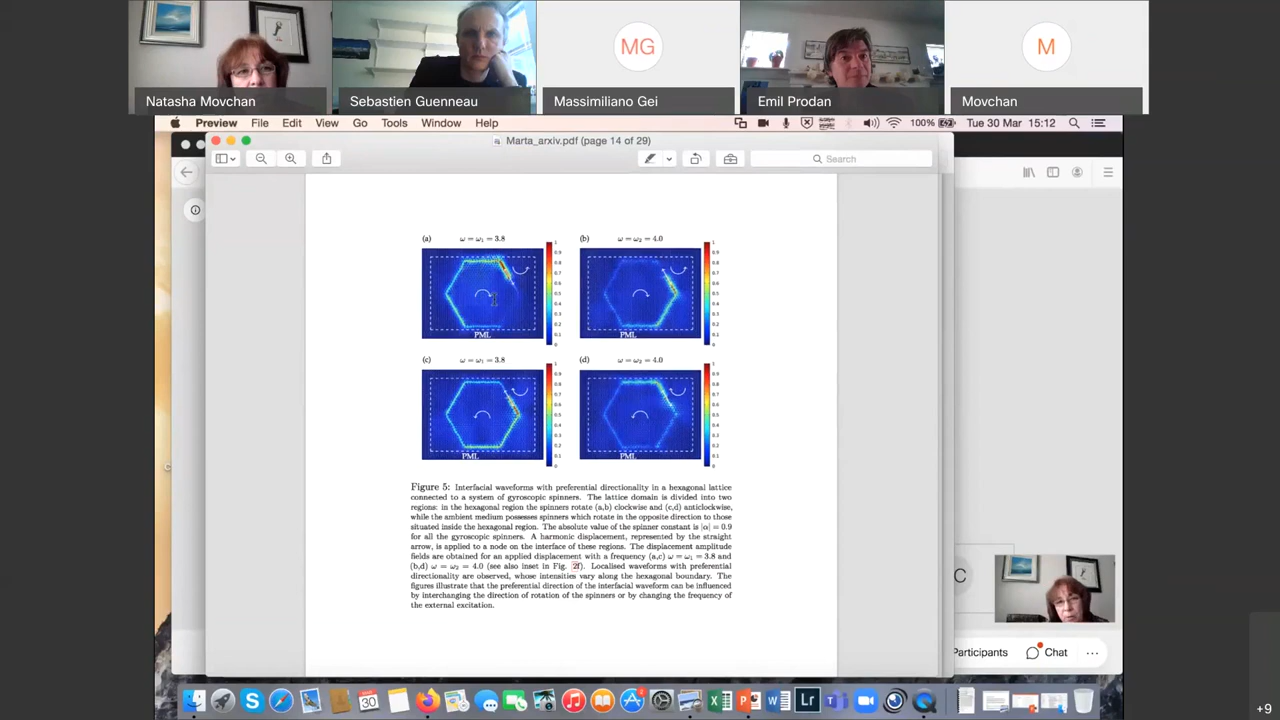 MG
M
Natasha Movchan
Sebastien Guenneau
Massimiliano Gei
Emil Prodan
Movchan
Preview File Edit View Go Tools Window Help
100% Tue 30 Mar 15:12
Marta_arxiv.pdf (page 14 of 29)
Search
(a) ω = ω₁ = 3.8
(b) ω = ω₂ = 4.0
PML
PML
(c) ω = ω₁ = 3.8
(d) ω = ω₂ = 4.0
PML
PML
Figure 5: Interfacial waveforms with preferential directionality in a hexagonal lattice
connected to a system of gyroscopic spinners. The lattice domain is divided into two
regions: in the hexagonal region the spinners rotate (a,b) clockwise and (c,d) anticlockwise,
while the ambient medium possesses spinners which rotate in the opposite direction to those
situated inside the hexagonal region. The absolute value of the spinner constant is |α| = 0.9
for all the gyroscopic spinners. A harmonic displacement, represented by the straight
arrow, is applied to a node on the interface of these regions. The displacement amplitude
fields are obtained for an applied displacement with a frequency (a,c) ω = ω₁ = 3.8 and
(b,d) ω = ω₂ = 4.0 (see also inset in Fig. 2f). Localised waveforms with preferential
directionality are observed, whose intensities vary along the hexagonal boundary. The
figures illustrate that the preferential direction of the interfacial waveform can be influenced
by interchanging the direction of rotation of the spinners or by changing the frequency of
the external excitation.
C
Participants Chat ...
30
Lr
+9